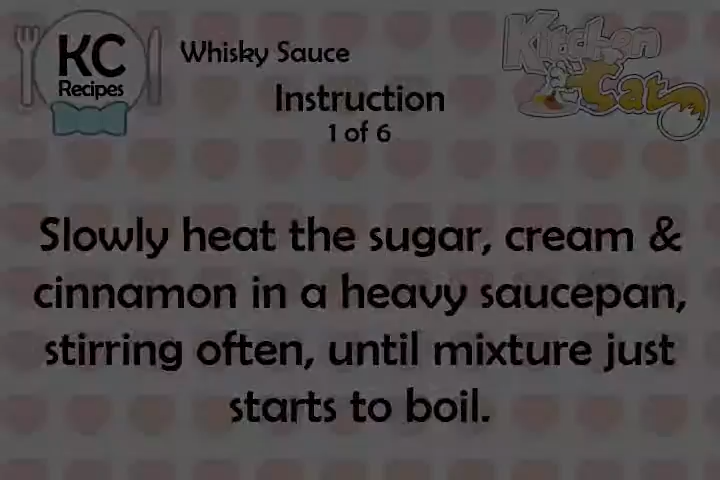 KC
Recipes
Whisky Sauce
Kitchen
Cat
Instruction
1 of 6
Slowly heat the sugar, cream &
cinnamon in a heavy saucepan,
stirring often, until mixture just
starts to boil.